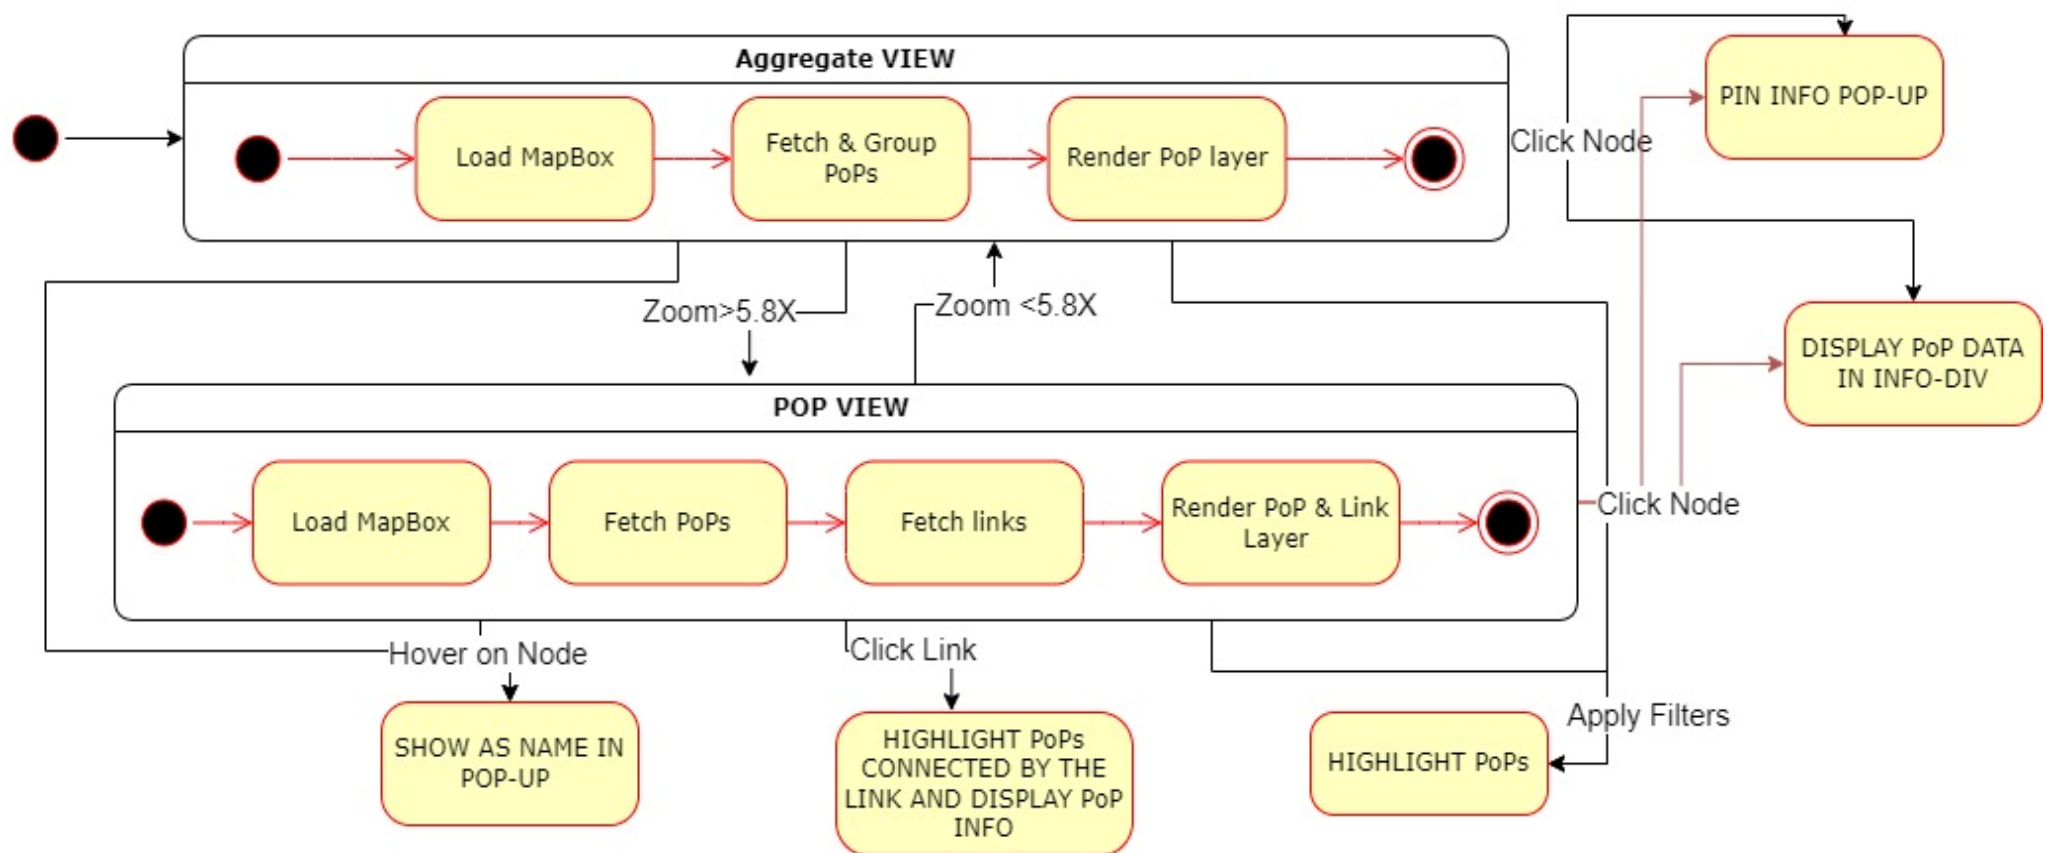 Aggregate VIEW
Load MapBox
Fetch & Group
PoPs
Render PoP layer
Click Node
PIN INFO POP-UP
Zoom>5.8X
Zoom <5.8X
DISPLAY PoP DATA
IN INFO-DIV
POP VIEW
Load MapBox
Fetch PoPs
Fetch links
Render PoP & Link
Layer
Click Node
Hover on Node
Click Link
Apply Filters
SHOW AS NAME IN
POP-UP
HIGHLIGHT PoPs
CONNECTED BY THE
LINK AND DISPLAY PoP
INFO
HIGHLIGHT PoPs